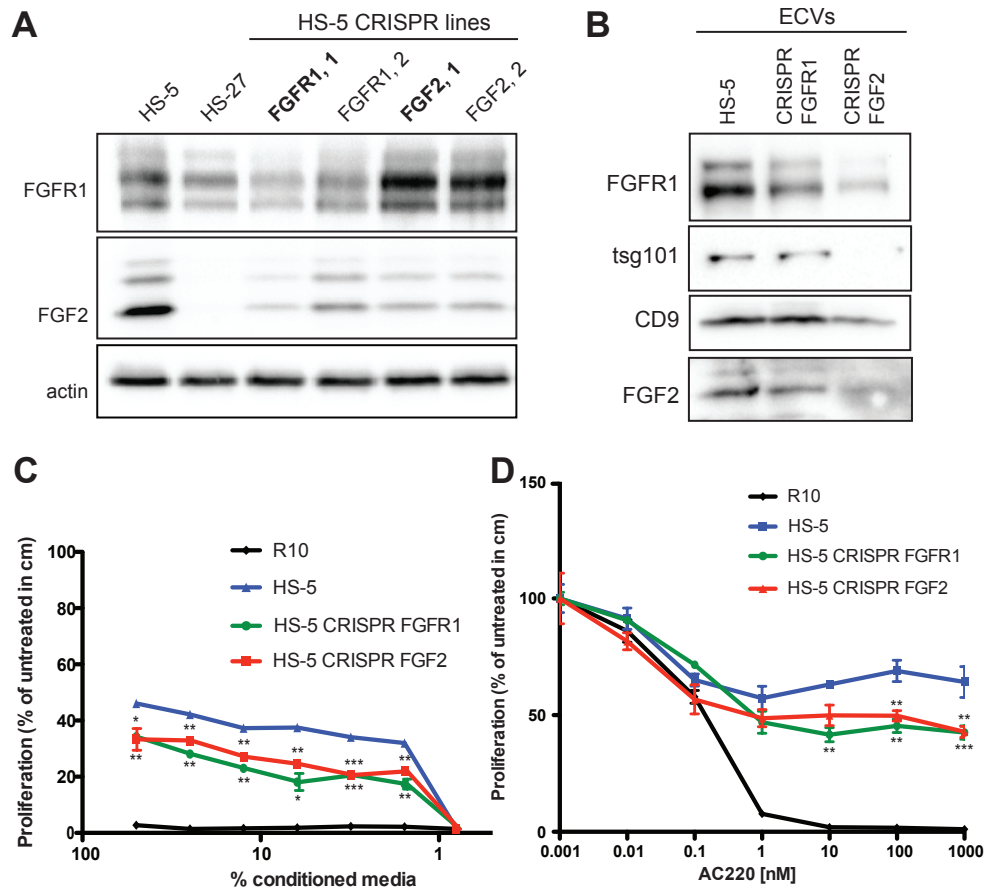 A
HS-5 CRISPR lines
HS-5
HS-27
FGFR1, 1
FGFR1, 2
FGF2, 1
FGF2, 2
FGFR1
FGF2
actin
B
ECVs
HS-5
CRISPR FGFR1
CRISPR FGF2
FGFR1
tsg101
CD9
FGF2
C
Proliferation (% of untreated in cm)
100
80
60
40
20
0
R10
HS-5
HS-5 CRISPR FGFR1
HS-5 CRISPR FGF2
* ** ** ** *** **
** ** ** * *** **
100 10 1
% conditioned media
D
Proliferation (% of untreated in cm)
150
100
50
0
R10
HS-5
HS-5 CRISPR FGFR1
HS-5 CRISPR FGF2
** **
** ** ***
0.001 0.01 0.1 1 10 100 1000
AC220 [nM]